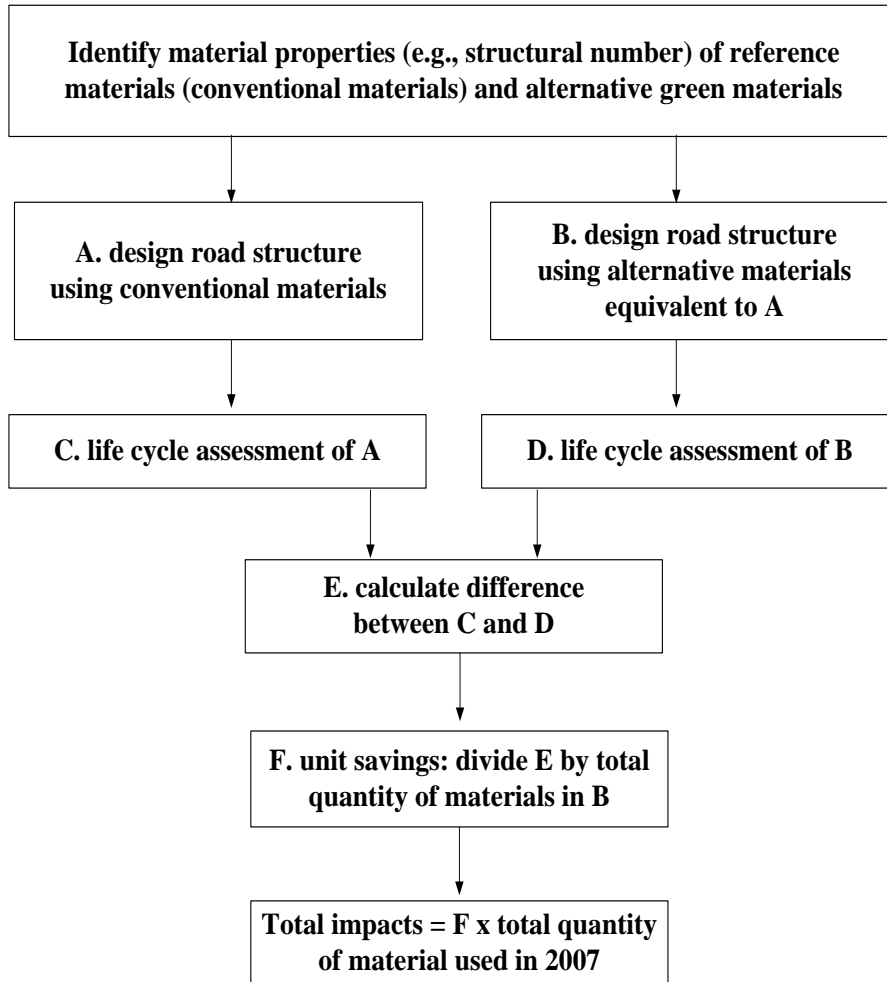 Identify material properties (e.g., structural number) of reference
materials (conventional materials) and alternative green materials
A. design road structure
using conventional materials
B. design road structure
using alternative materials
equivalent to A
C. life cycle assessment of A
D. life cycle assessment of B
E. calculate difference
between C and D
F. unit savings: divide E by total
quantity of materials in B
Total impacts = F x total quantity
of material used in 2007